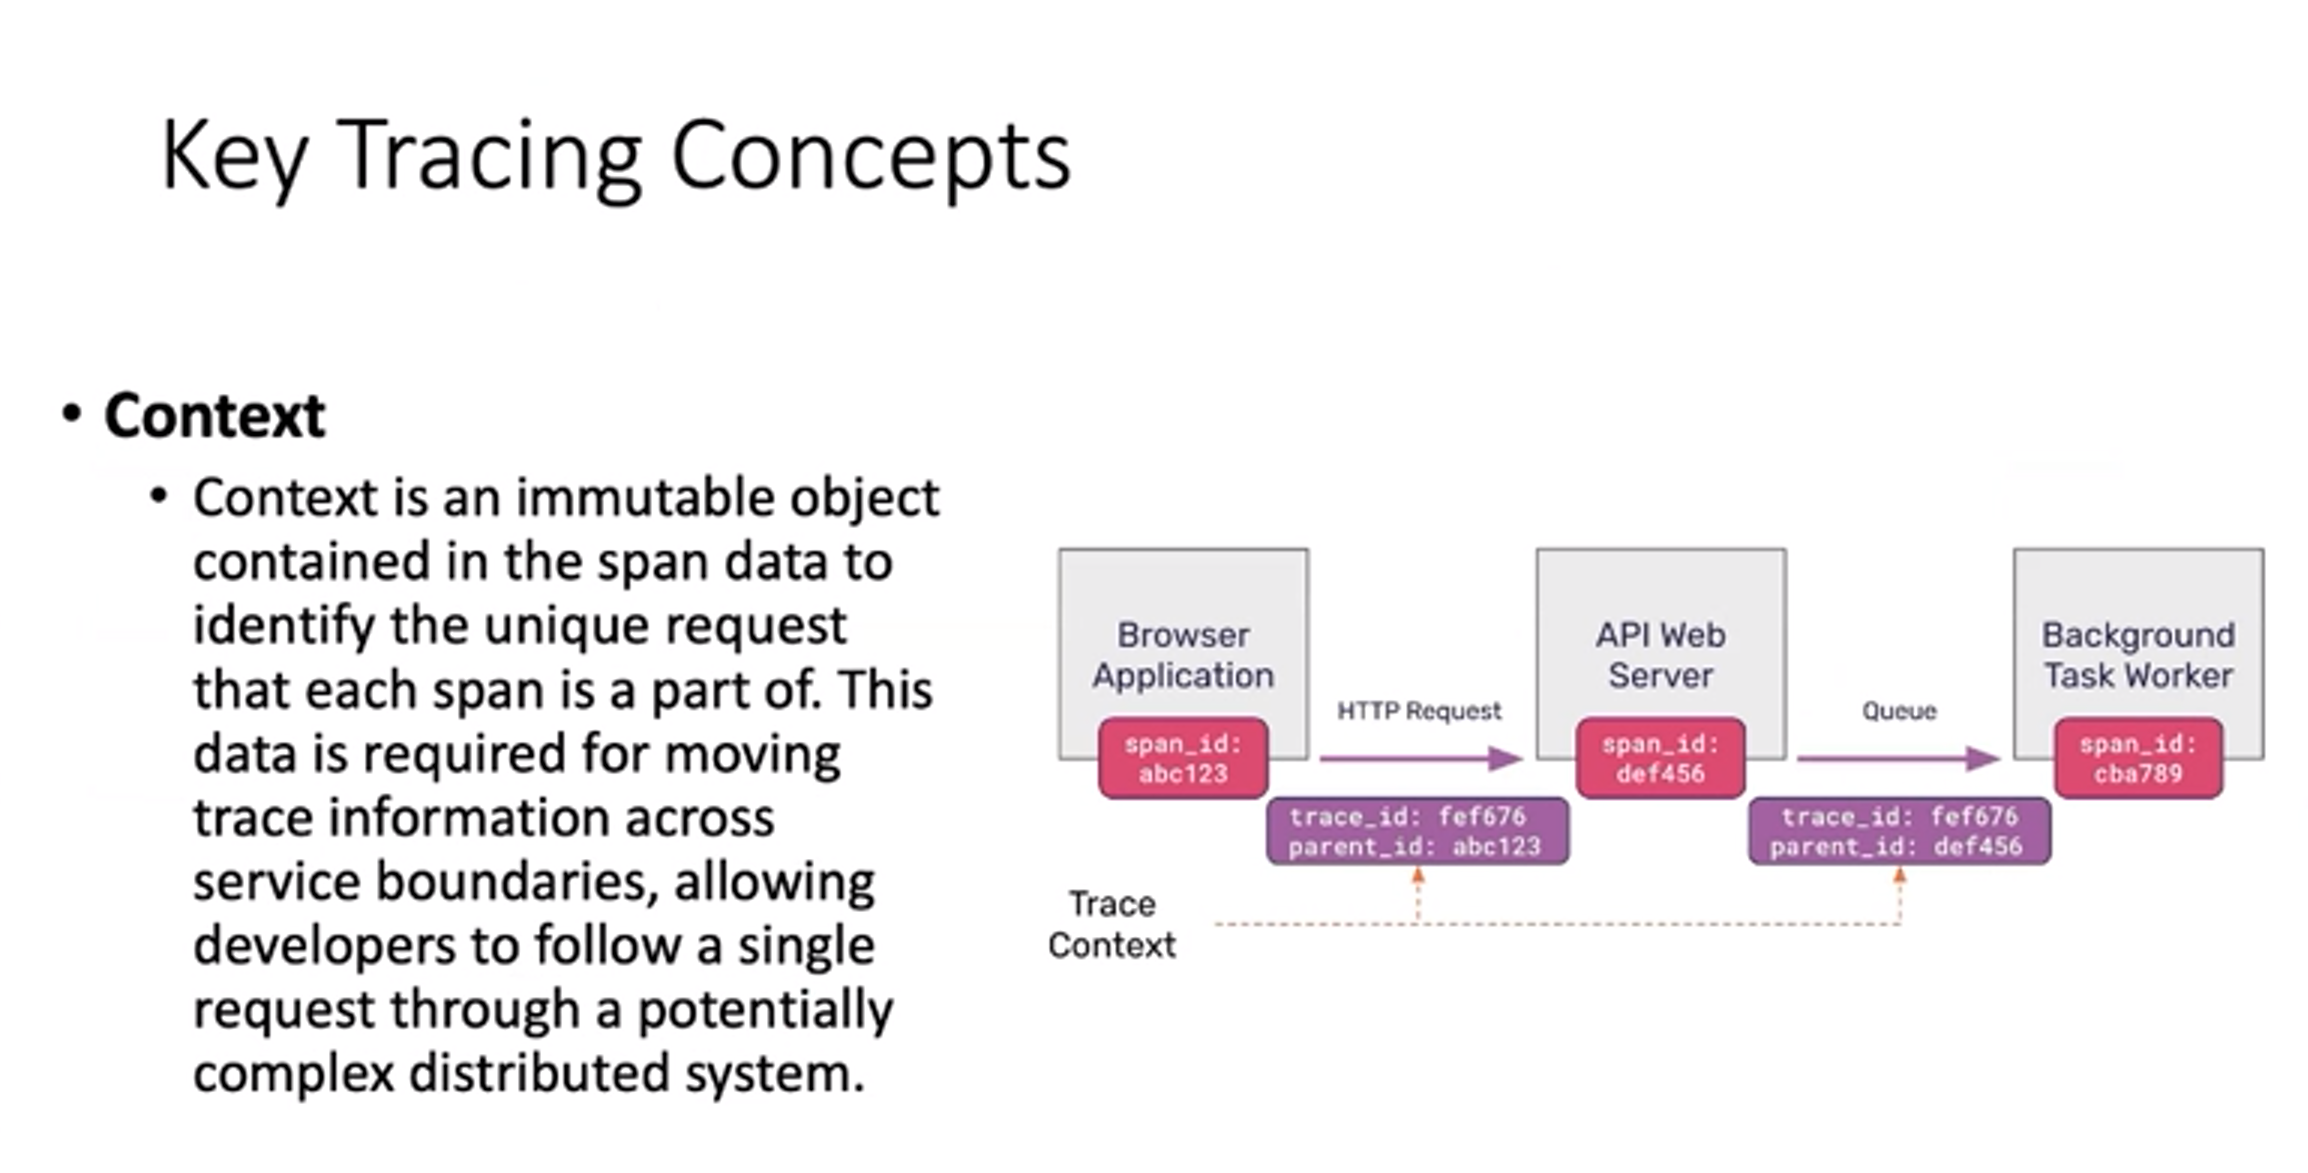 Key Tracing Concepts
• Context
• Context is an immutable object
contained in the span data to
identify the unique request
that each span is a part of. This
data is required for moving
trace information across
service boundaries, allowing
developers to follow a single
request through a potentially
complex distributed system.
Browser
Application
span_id:
abc123
HTTP Request
trace_id: fef676
parent_id: abc123
API Web
Server
span_id:
def456
Queue
trace_id: fef676
parent_id: def456
Background
Task Worker
span_id:
cba789
Trace
Context